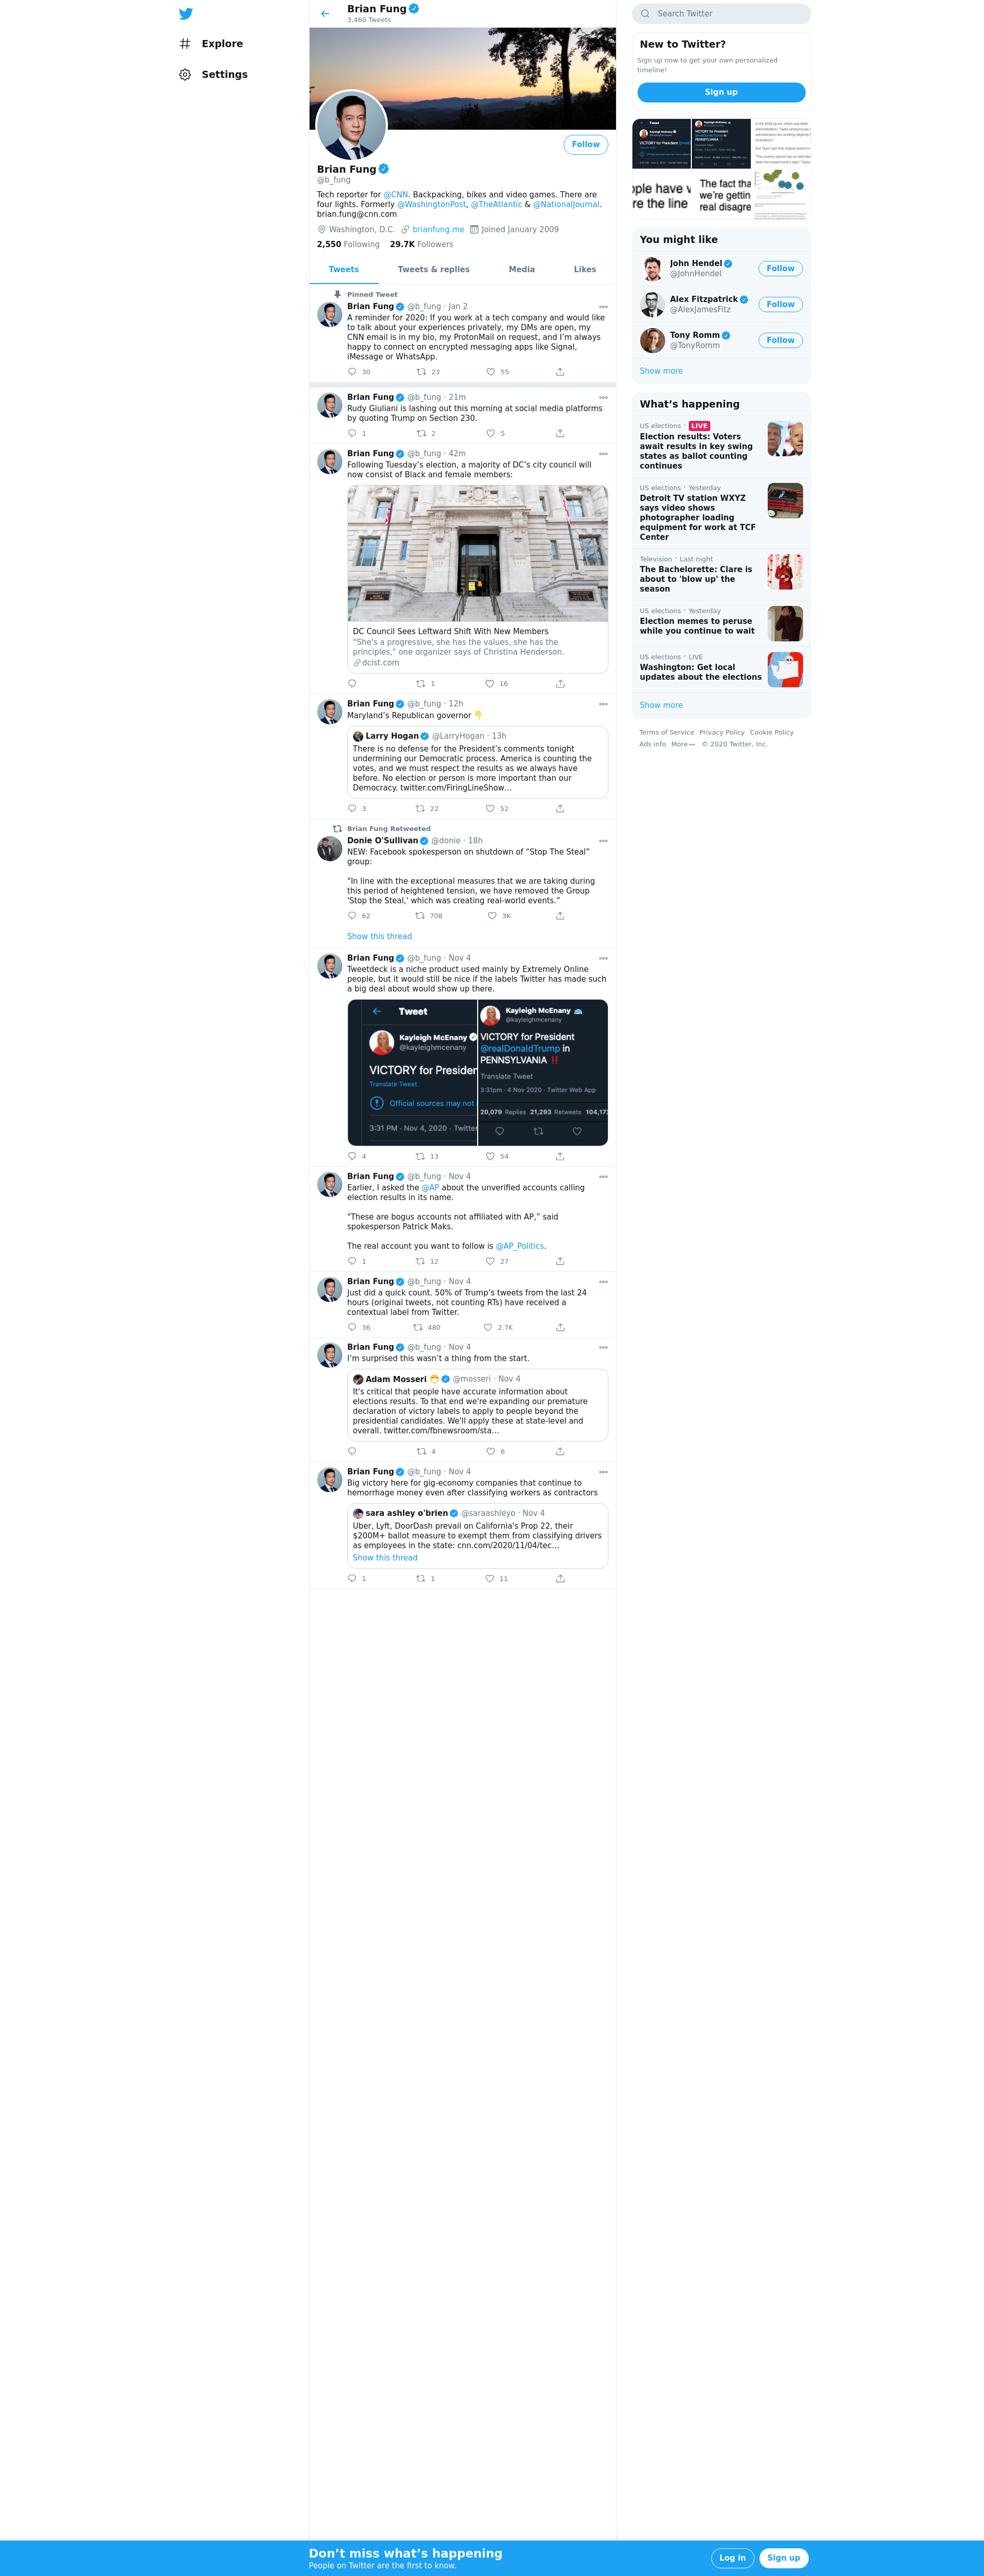 Explore
Settings
Brian Fung
3,460 Tweets
Follow
Brian Fung
@b_fung
Tech reporter for @CNN. Backpacking, bikes and video games. There are
four lights. Formerly @WashingtonPost, @TheAtlantic & @NationalJournal.
brian.fung@cnn.com
Washington, D.C. brianfung.me Joined January 2009
2,550 Following 29.7K Followers
Tweets Tweets & replies Media Likes
Pinned Tweet
Brian Fung @b_fung · Jan 2
A reminder for 2020: If you work at a tech company and would like
to talk about your experiences privately, my DMs are open, my
CNN email is in my bio, my ProtonMail on request, and I’m always
happy to connect on encrypted messaging apps like Signal,
iMessage or WhatsApp.
30 23 55
Brian Fung @b_fung · 21m
Rudy Giuliani is lashing out this morning at social media platforms
by quoting Trump on Section 230.
1 2 5
Brian Fung @b_fung · 42m
Following Tuesday’s election, a majority of DC’s city council will
now consist of Black and female members:
DC Council Sees Leftward Shift With New Members
"She's a progressive, she has the values, she has the
principles," one organizer says of Christina Henderson.
dcist.com
1 16
Brian Fung @b_fung · 12h
Maryland’s Republican governor 👇
Larry Hogan @LarryHogan · 13h
There is no defense for the President’s comments tonight
undermining our Democratic process. America is counting the
votes, and we must respect the results as we always have
before. No election or person is more important than our
Democracy. twitter.com/FiringLineShow…
3 22 52
Brian Fung Retweeted
Donie O'Sullivan @donie · 18h
NEW: Facebook spokesperson on shutdown of “Stop The Steal”
group:
"In line with the exceptional measures that we are taking during
this period of heightened tension, we have removed the Group
'Stop the Steal,' which was creating real-world events.”
62 708 3K
Show this thread
Brian Fung @b_fung · Nov 4
Tweetdeck is a niche product used mainly by Extremely Online
people, but it would still be nice if the labels Twitter has made such
a big deal about would show up there.
Tweet
Kayleigh McEnany
@kayleighmcenany
VICTORY for Presiden
Translate Tweet
Official sources may not
3:31 PM · Nov 4, 2020 · Twitter
Kayleigh McEnany
@kayleighmcenany
VICTORY for President
@realDonaldTrump in
PENNSYLVANIA ‼️
Translate Tweet
3:31pm · 4 Nov 2020 · Twitter Web App
20,079 Replies 21,293 Retweets 104,17
4 13 54
Brian Fung @b_fung · Nov 4
Earlier, I asked the @AP about the unverified accounts calling
election results in its name.
"These are bogus accounts not affiliated with AP,” said
spokesperson Patrick Maks.
The real account you want to follow is @AP_Politics.
1 12 27
Brian Fung @b_fung · Nov 4
Just did a quick count. 50% of Trump’s tweets from the last 24
hours (original tweets, not counting RTs) have received a
contextual label from Twitter.
36 480 2.7K
Brian Fung @b_fung · Nov 4
I’m surprised this wasn’t a thing from the start.
Adam Mosseri 😷 @mosseri · Nov 4
It's critical that people have accurate information about
elections results. To that end we're expanding our premature
declaration of victory labels to apply to people beyond the
presidential candidates. We'll apply these at state-level and
overall. twitter.com/fbnewsroom/sta…
4 6
Brian Fung @b_fung · Nov 4
Big victory here for gig-economy companies that continue to
hemorrhage money even after classifying workers as contractors
sara ashley o'brien @saraashleyo · Nov 4
Uber, Lyft, DoorDash prevail on California's Prop 22, their
$200M+ ballot measure to exempt them from classifying drivers
as employees in the state: cnn.com/2020/11/04/tec…
Show this thread
1 1 11
Search Twitter
New to Twitter?
Sign up now to get your own personalized
timeline!
Sign up
ople have v
re the line
The fact tha
we're getting
real disagre
You might like
John Hendel
@JohnHendel
Follow
Alex Fitzpatrick
@AlexJamesFitz
Follow
Tony Romm
@TonyRomm
Follow
Show more
What’s happening
US elections · LIVE
Election results: Voters
await results in key swing
states as ballot counting
continues
US elections · Yesterday
Detroit TV station WXYZ
says video shows
photographer loading
equipment for work at TCF
Center
Television · Last night
The Bachelorette: Clare is
about to 'blow up' the
season
US elections · Yesterday
Election memes to peruse
while you continue to wait
US elections · LIVE
Washington: Get local
updates about the elections
Show more
Terms of Service Privacy Policy Cookie Policy
Ads info More © 2020 Twitter, Inc.
Don’t miss what’s happening
People on Twitter are the first to know.
Log in Sign up